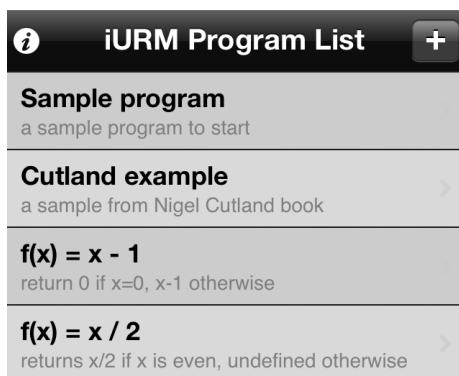 iURM Program List
Sample program
a sample program to start
Cutland example
a sample from Nigel Cutland book
f(x) = x - 1
return 0 if x=0, x-1 otherwise
f(x) = x / 2
returns x/2 if x is even, undefined otherwise